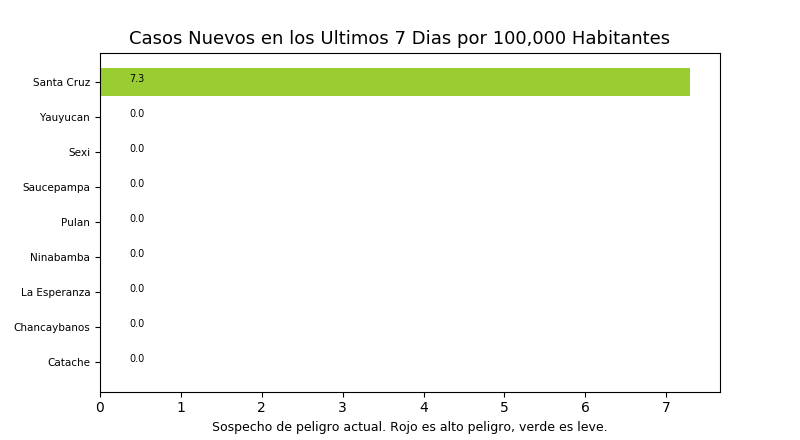 Casos Nuevos en los Ultimos 7 Dias por 100,000 Habitantes
Santa Cruz 7.3
Yauyucan 0.0
Sexi 0.0
Saucepampa 0.0
Pulan 0.0
Ninabamba 0.0
La Esperanza 0.0
Chancaybanos 0.0
Catache 0.0
0 1 2 3 4 5 6 7
Sospecho de peligro actual. Rojo es alto peligro, verde es leve.